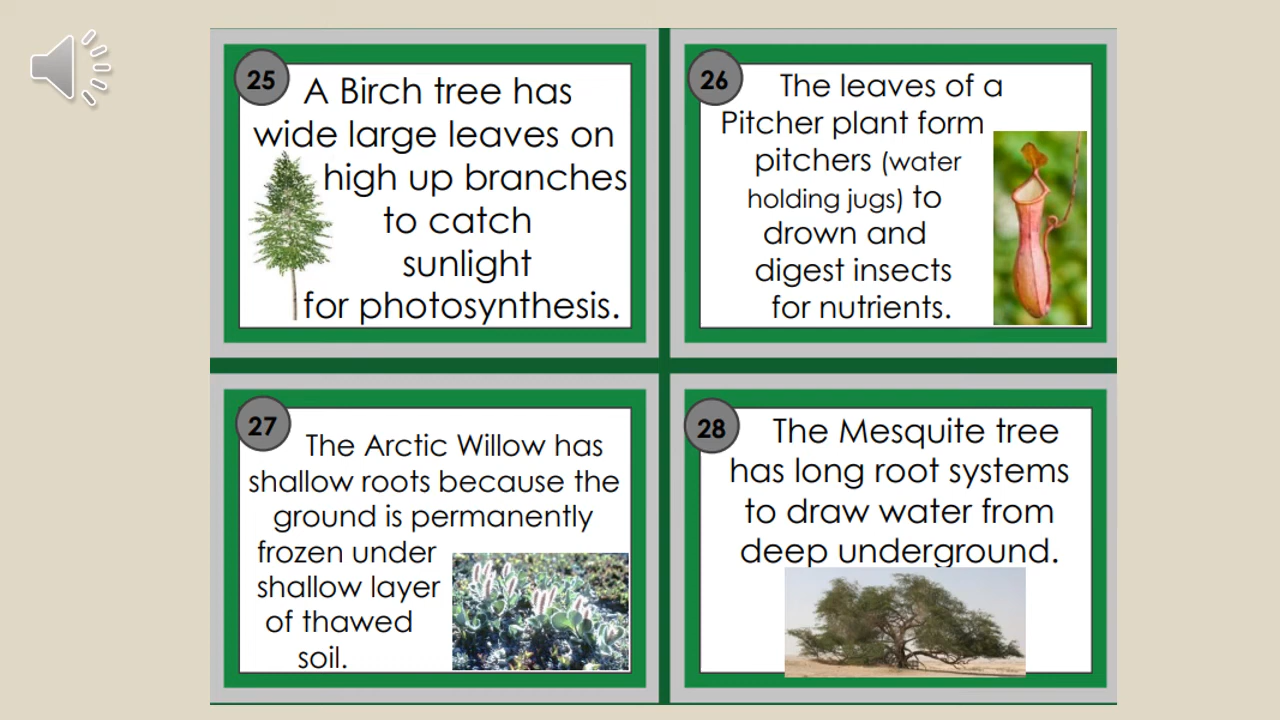 25
A Birch tree has
wide large leaves on
high up branches
to catch
sunlight
for photosynthesis.
26
The leaves of a
Pitcher plant form
pitchers (water
holding jugs) to
drown and
digest insects
for nutrients.
27
The Arctic Willow has
shallow roots because the
ground is permanently
frozen under
shallow layer
of thawed
soil.
28
The Mesquite tree
has long root systems
to draw water from
deep underground.